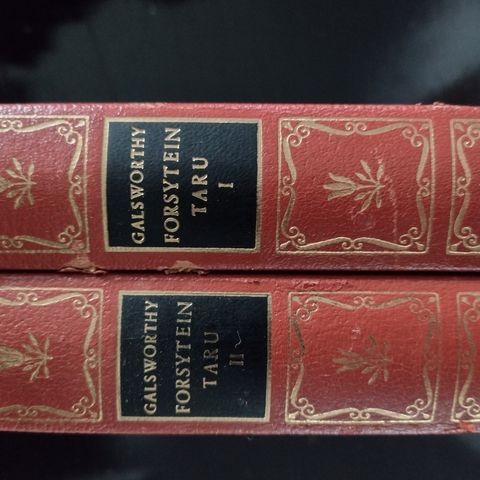 GALSWORTHY
FORSYTEIN
TARU
I
GALSWORTHY
FORSYTEIN
TARU
II